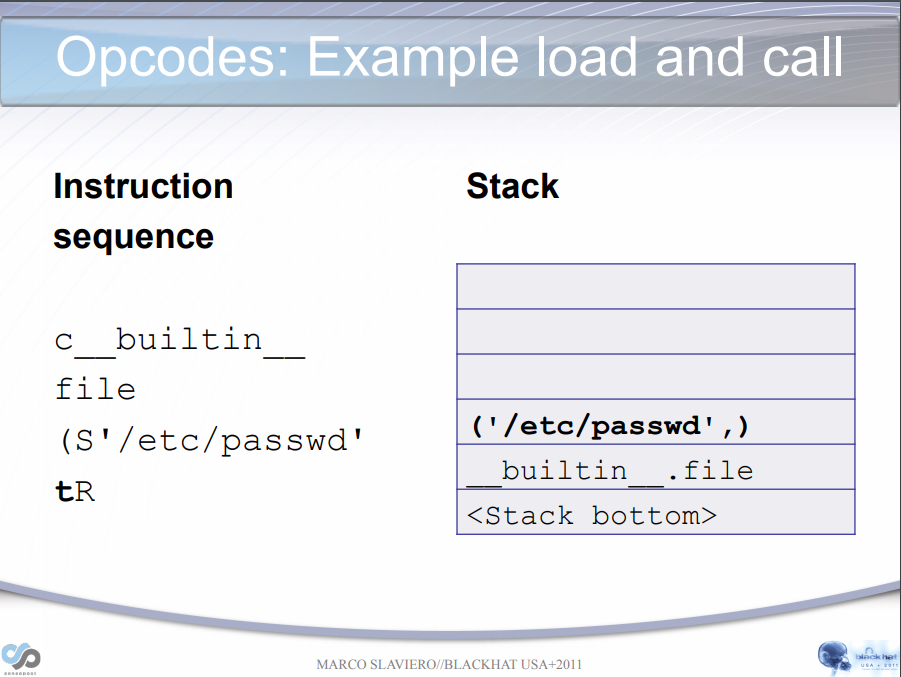 Opcodes: Example load and call
Instruction
sequence
c__builtin__
file
(S'/etc/passwd'
tR
Stack
('/etc/passwd',)
__builtin__.file
<Stack bottom>
sensepost
MARCO SLAVIERO//BLACKHAT USA+2011
black hat
USA + 2011